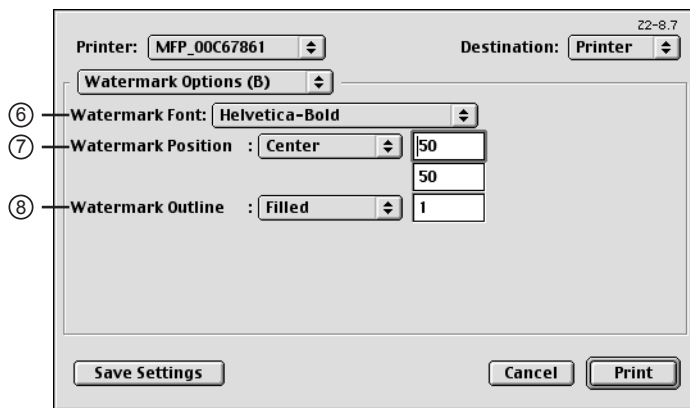 Z2-8.7
Printer: MFP_00C67861 Destination: Printer
Watermark Options (B)
⑥ Watermark Font: Helvetica-Bold
⑦ Watermark Position : Center 50
50
⑧ Watermark Outline : Filled 1
Save Settings Cancel Print